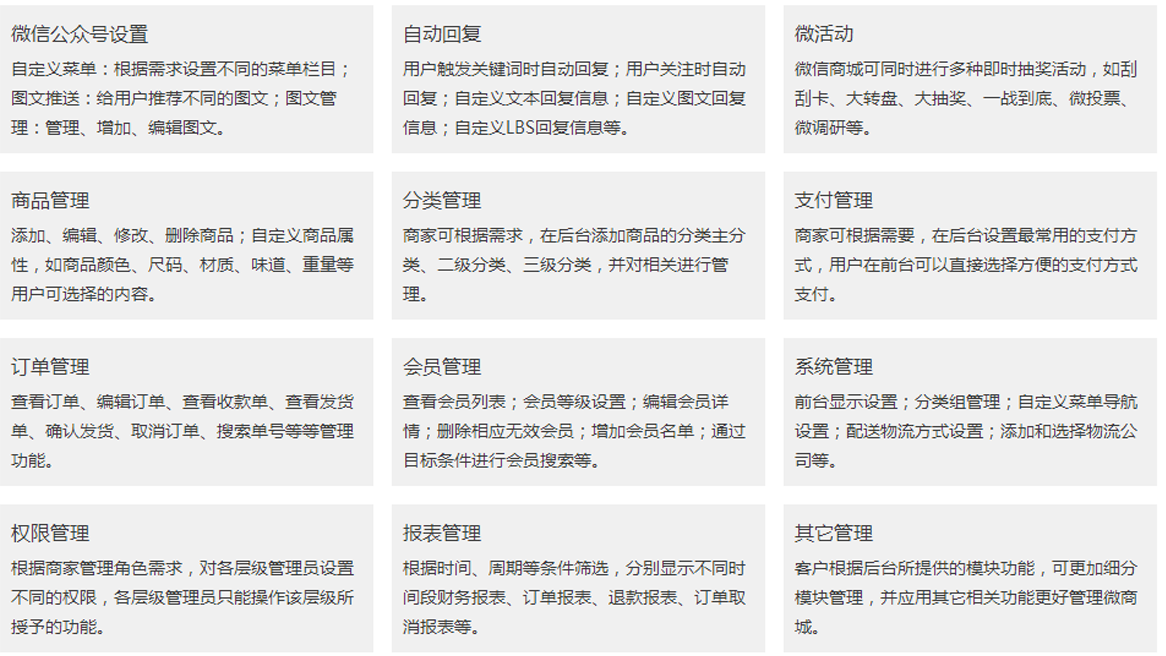 微信公众号设置
自定义菜单：根据需求设置不同的菜单栏目；
图文推送：给用户推荐不同的图文；图文管
理：管理、增加、编辑图文。
自动回复
用户触发关键词时自动回复；用户关注时自动
回复；自定义文本回复信息；自定义图文回复
信息；自定义LBS回复信息等。
微活动
微信商城可同时进行多种即时抽奖活动，如刮
刮卡、大转盘、大抽奖、一战到底、微投票、
微调研等。
商品管理
添加、编辑、修改、删除商品；自定义商品属
性，如商品颜色、尺码、材质、味道、重量等
用户可选择的内容。
分类管理
商家可根据需求，在后台添加商品的分类主分
类、二级分类、三级分类，并对相关进行管
理。
支付管理
商家可根据需要，在后台设置最常用的支付方
式，用户在前台可以直接选择方便的支付方式
支付。
订单管理
查看订单、编辑订单、查看收款单、查看发货
单、确认发货、取消订单、搜索单号等等管理
功能。
会员管理
查看会员列表；会员等级设置；编辑会员详
情；删除相应无效会员；增加会员名单；通过
目标条件进行会员搜索等。
系统管理
前台显示设置；分类组管理；自定义菜单导航
设置；配送物流方式设置；添加和选择物流公
司等。
权限管理
根据商家管理角色需求，对各层级管理员设置
不同的权限，各层级管理员只能操作该层级所
授予的功能。
报表管理
根据时间、周期等条件筛选，分别显示不同时
间段财务报表、订单报表、退款报表、订单取
消报表等。
其它管理
客户根据后台所提供的模块功能，可更加细分
模块管理，并应用其它相关功能更好管理微商
城。